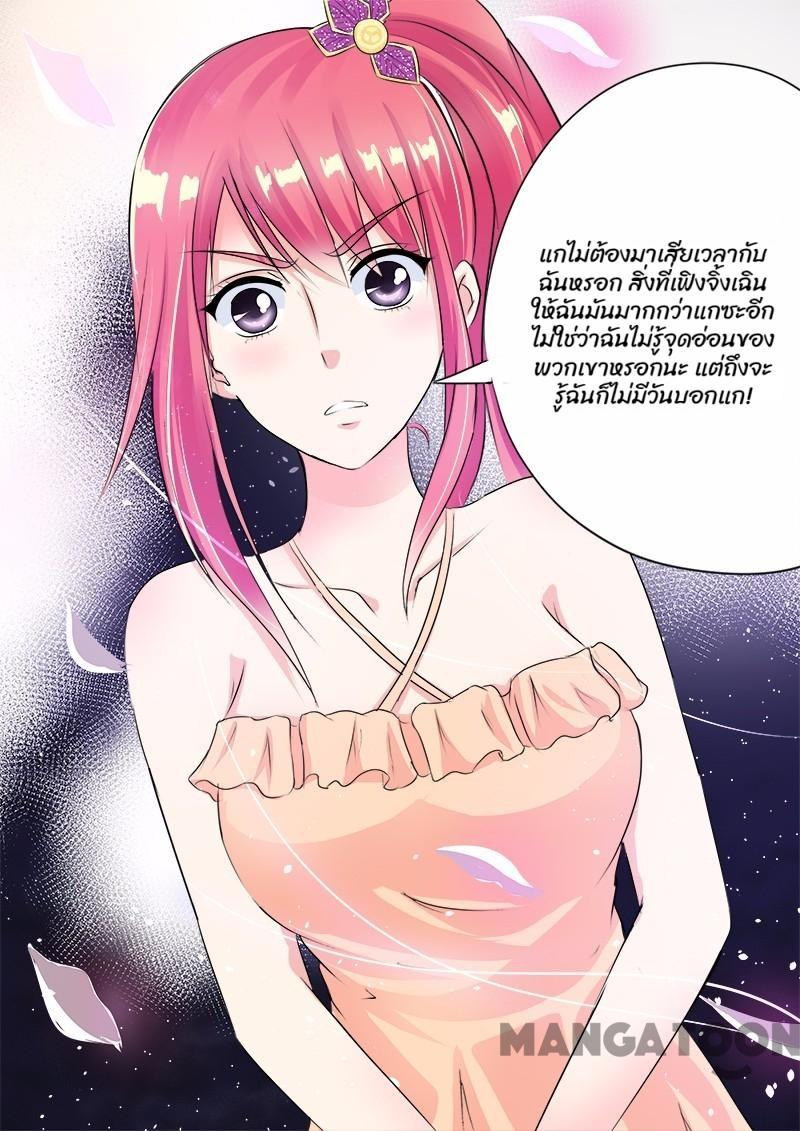 แกไม่ต้องมาเสียเวลากับ
ฉันหรอก สิ่งที่เฟิงจิ้งเฉิน
ให้ฉันมันมากกว่าแกซะอีก
ไม่ใช่ว่าฉันไม่รู้จุดอ่อนของ
พวกเขาหรอกนะ แต่ถึงจะ
รู้ฉันก็ไม่มีวันบอกแก!
MANGATOON